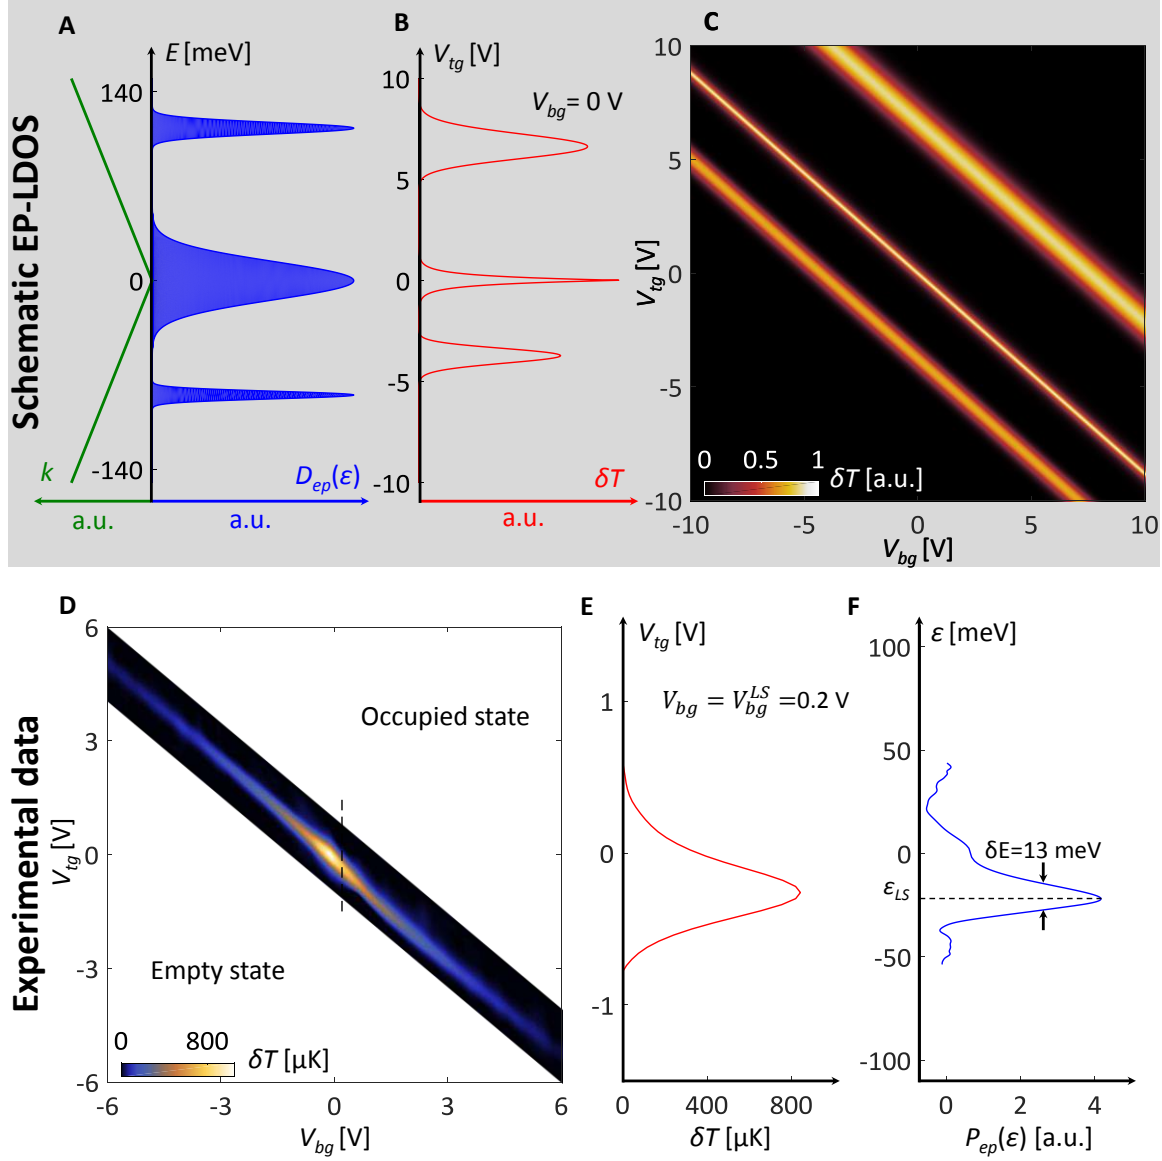 Schematic EP-LDOS
A
E [meV]
140
0
-140
k
a.u.
D_ep(ε)
a.u.
B
V_tg [V]
10
5
0
-5
-10
V_bg = 0 V
δT
a.u.
C
10
5
0
-5
-10
V_tg [V]
0 0.5 1
δT [a.u.]
-10 -5 0 5 10
V_bg [V]
Experimental data
D
6
3
0
-3
-6
V_tg [V]
Occupied state
Empty state
0 800
δT [μK]
-6 -3 0 3 6
V_bg [V]
E
V_tg [V]
V_bg = V_bg^LS =0.2 V
1
0
-1
0 400 800
δT [μK]
F
ε [meV]
100
50
0
ε_LS
-50
-100
δE=13 meV
0 2 4
P_ep(ε) [a.u.]